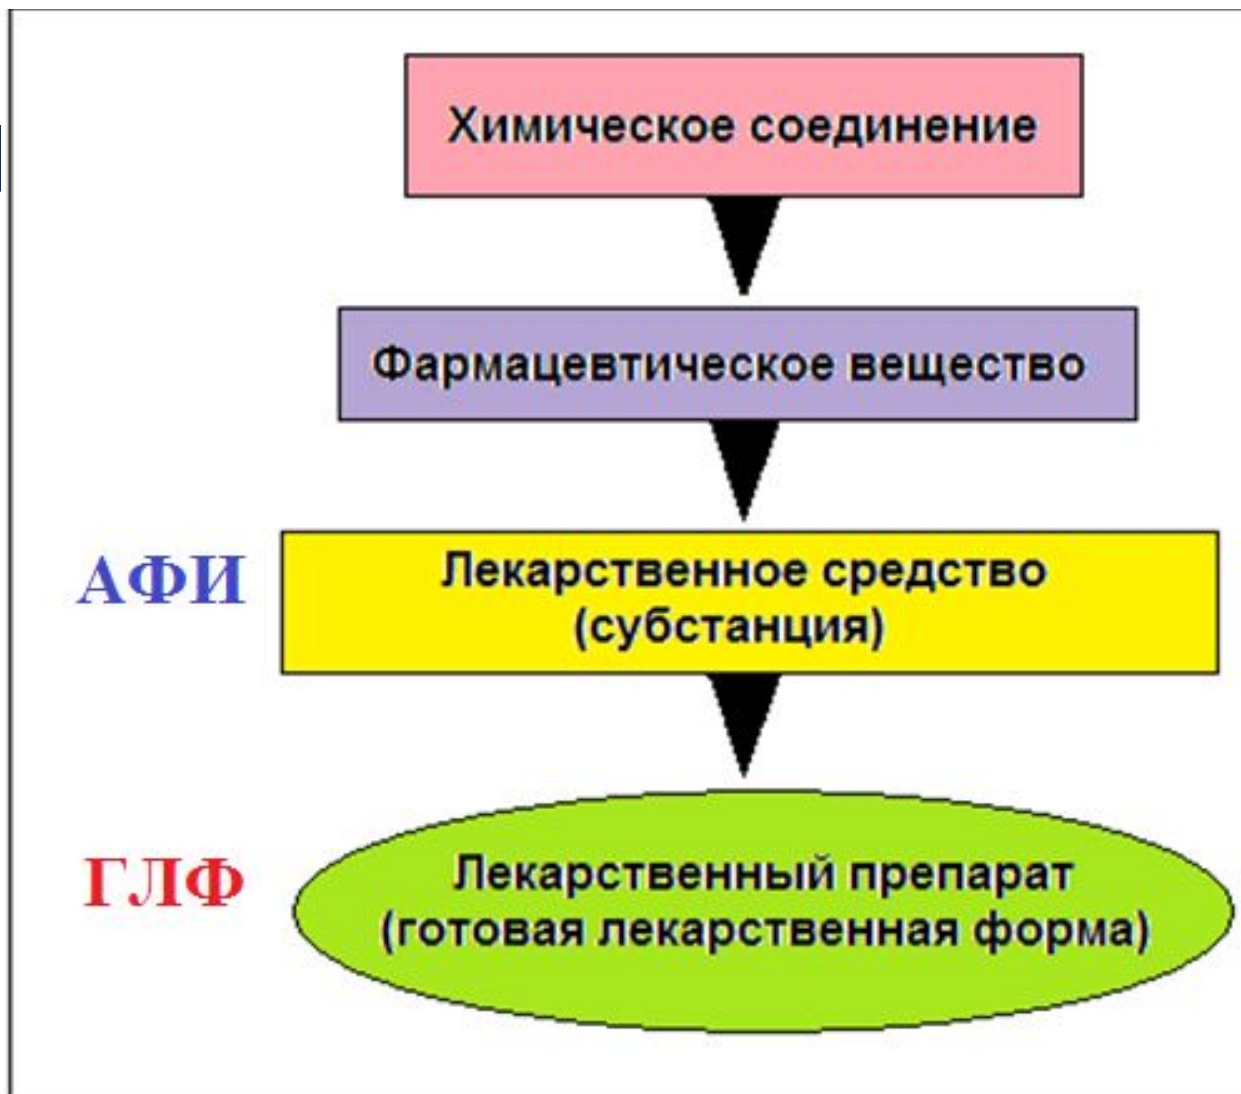 Химическое соединение
Фармацевтическое вещество
АФИ
Лекарственное средство
(субстанция)
ГЛФ
Лекарственный препарат
(готовая лекарственная форма)